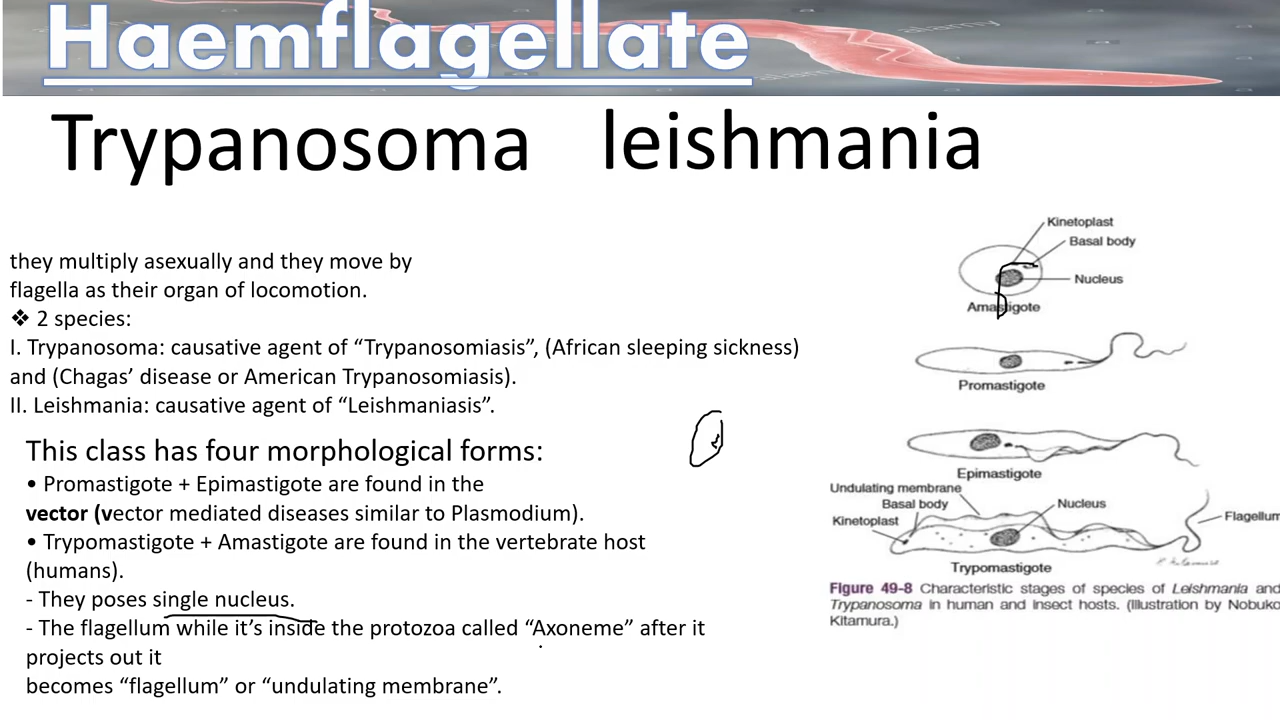 Haemflagellate
Trypanosoma leishmania
they multiply asexually and they move by
flagella as their organ of locomotion.
❖ 2 species:
I. Trypanosoma: causative agent of “Trypanosomiasis”, (African sleeping sickness)
and (Chagas’ disease or American Trypanosomiasis).
II. Leishmania: causative agent of “Leishmaniasis”.
This class has four morphological forms:
• Promastigote + Epimastigote are found in the
vector (vector mediated diseases similar to Plasmodium).
• Trypomastigote + Amastigote are found in the vertebrate host
(humans).
- They poses single nucleus.
- The flagellum while it’s inside the protozoa called “Axoneme” after it
projects out it
becomes “flagellum” or “undulating membrane”.
Kinetoplast
Basal body
Nucleus
Amastigote
Promastigote
Epimastigote
Undulating membrane
Basal body
Nucleus
Kinetoplast
Flagellum
Trypomastigote
Figure 49-8 Characteristic stages of species of Leishmania and
Trypanosoma in human and insect hosts. (Illustration by Nobuko
Kitamura.)